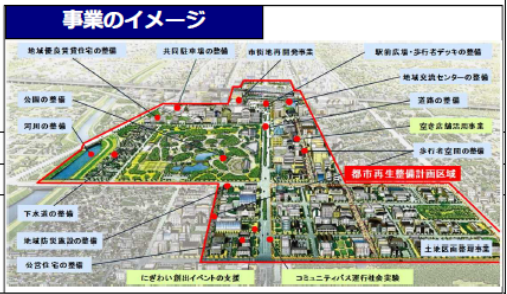 事業のイメージ
地域優良賃貸住宅の整備
共同駐車場の整備
市街地再開発事業
駅前広場・歩行者デッキの整備
地域交流センターの整備
公園の整備
道路の整備
河川の整備
空き店舗活用事業
歩行者空間の整備
都市再生整備計画区域
下水道の整備
地域防災施設の整備
土地区画整理事業
公営住宅の整備
にぎわい創出イベントの支援
コミュニティバス運行社会実験